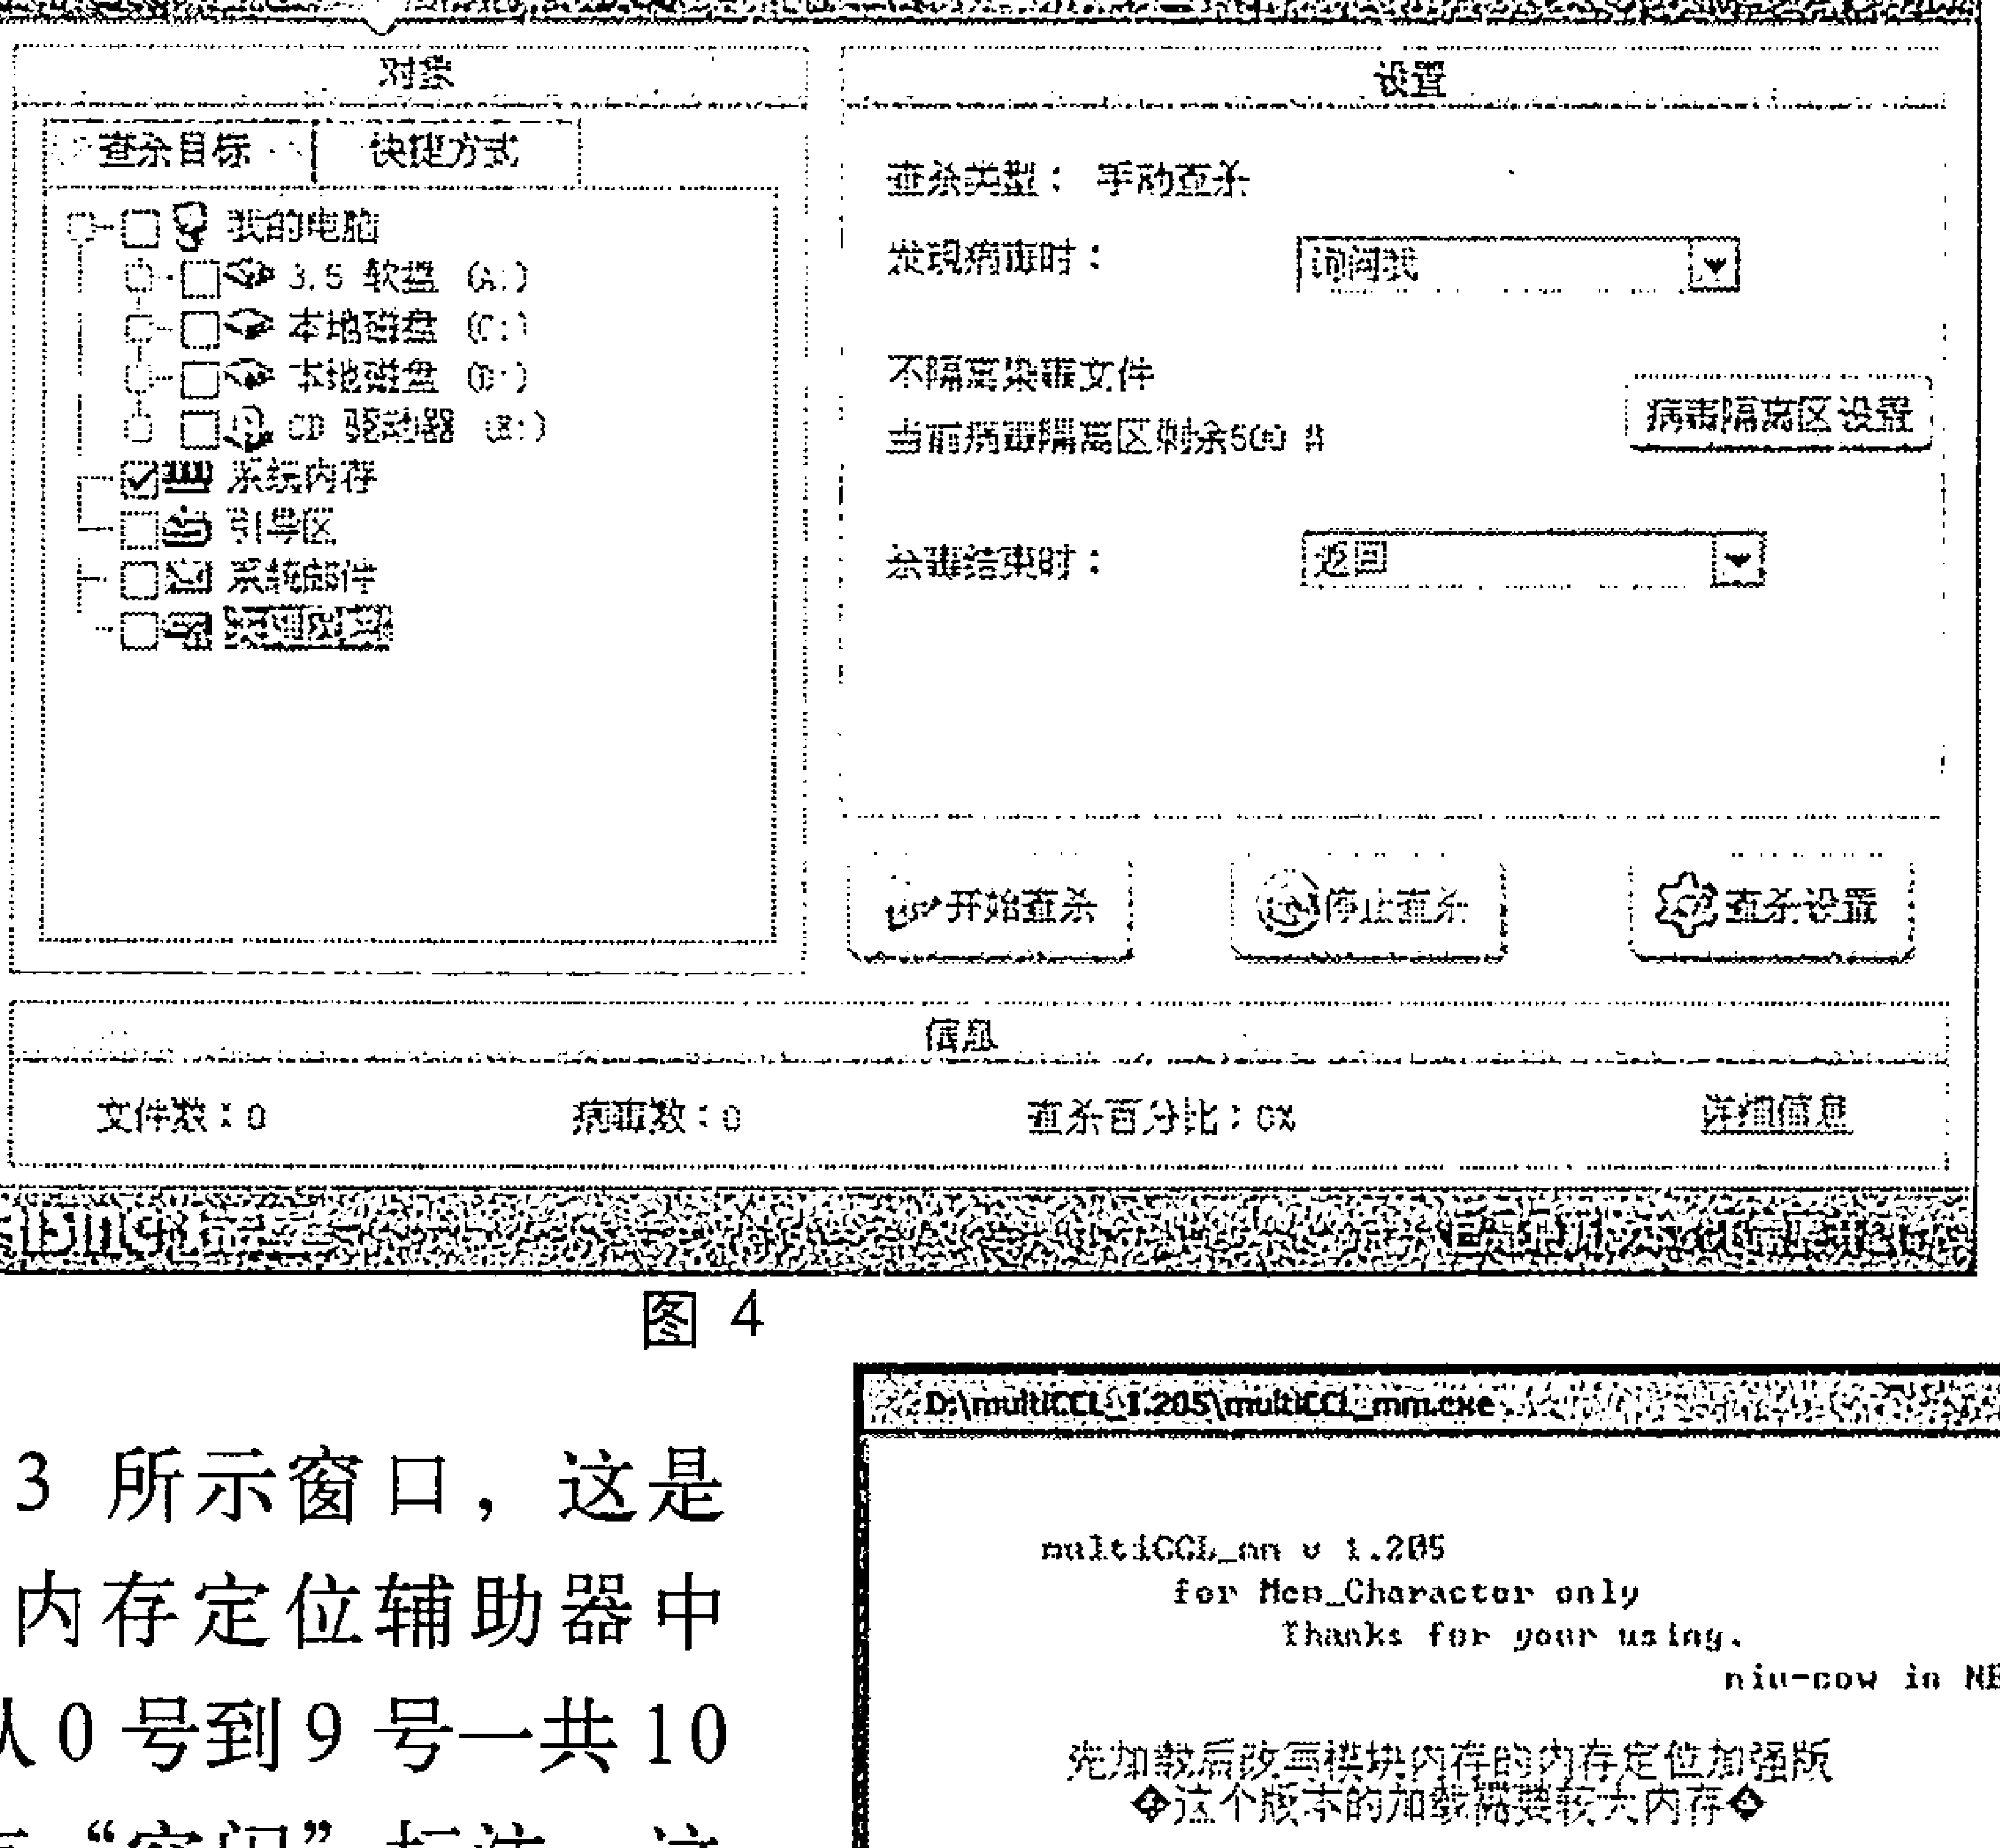 对象
设置
查杀目标
快捷方式
查杀类型： 手动查杀
我的电脑
发现病毒时： 询问我
3.5 软盘 (A:)
本地磁盘 (C:)
本地磁盘 (D:)
不隔离染毒文件
病毒隔离区设置
CD 驱动器 (E:)
当前病毒隔离区剩余500 M
系统内存
引导区
杀毒结束时： 返回
系统邮件
开始查杀
停止查杀
查杀设置
信息
文件数：0
病毒数：0
查杀百分比：0%
详细信息
图 4
3 所示窗口，这是
内存定位辅助器中
从0号到9号一共10
“空闲” 标注 这
D:\multiCCL_1.205\multiCCL_mm.exe
multiCCL_mm v 1.205
for Mem_Character only
Thanks for your using.
niu-cow in
先加载后改写模块内存的内存定位加强版
◆这个版本的加载需要较大内存◆